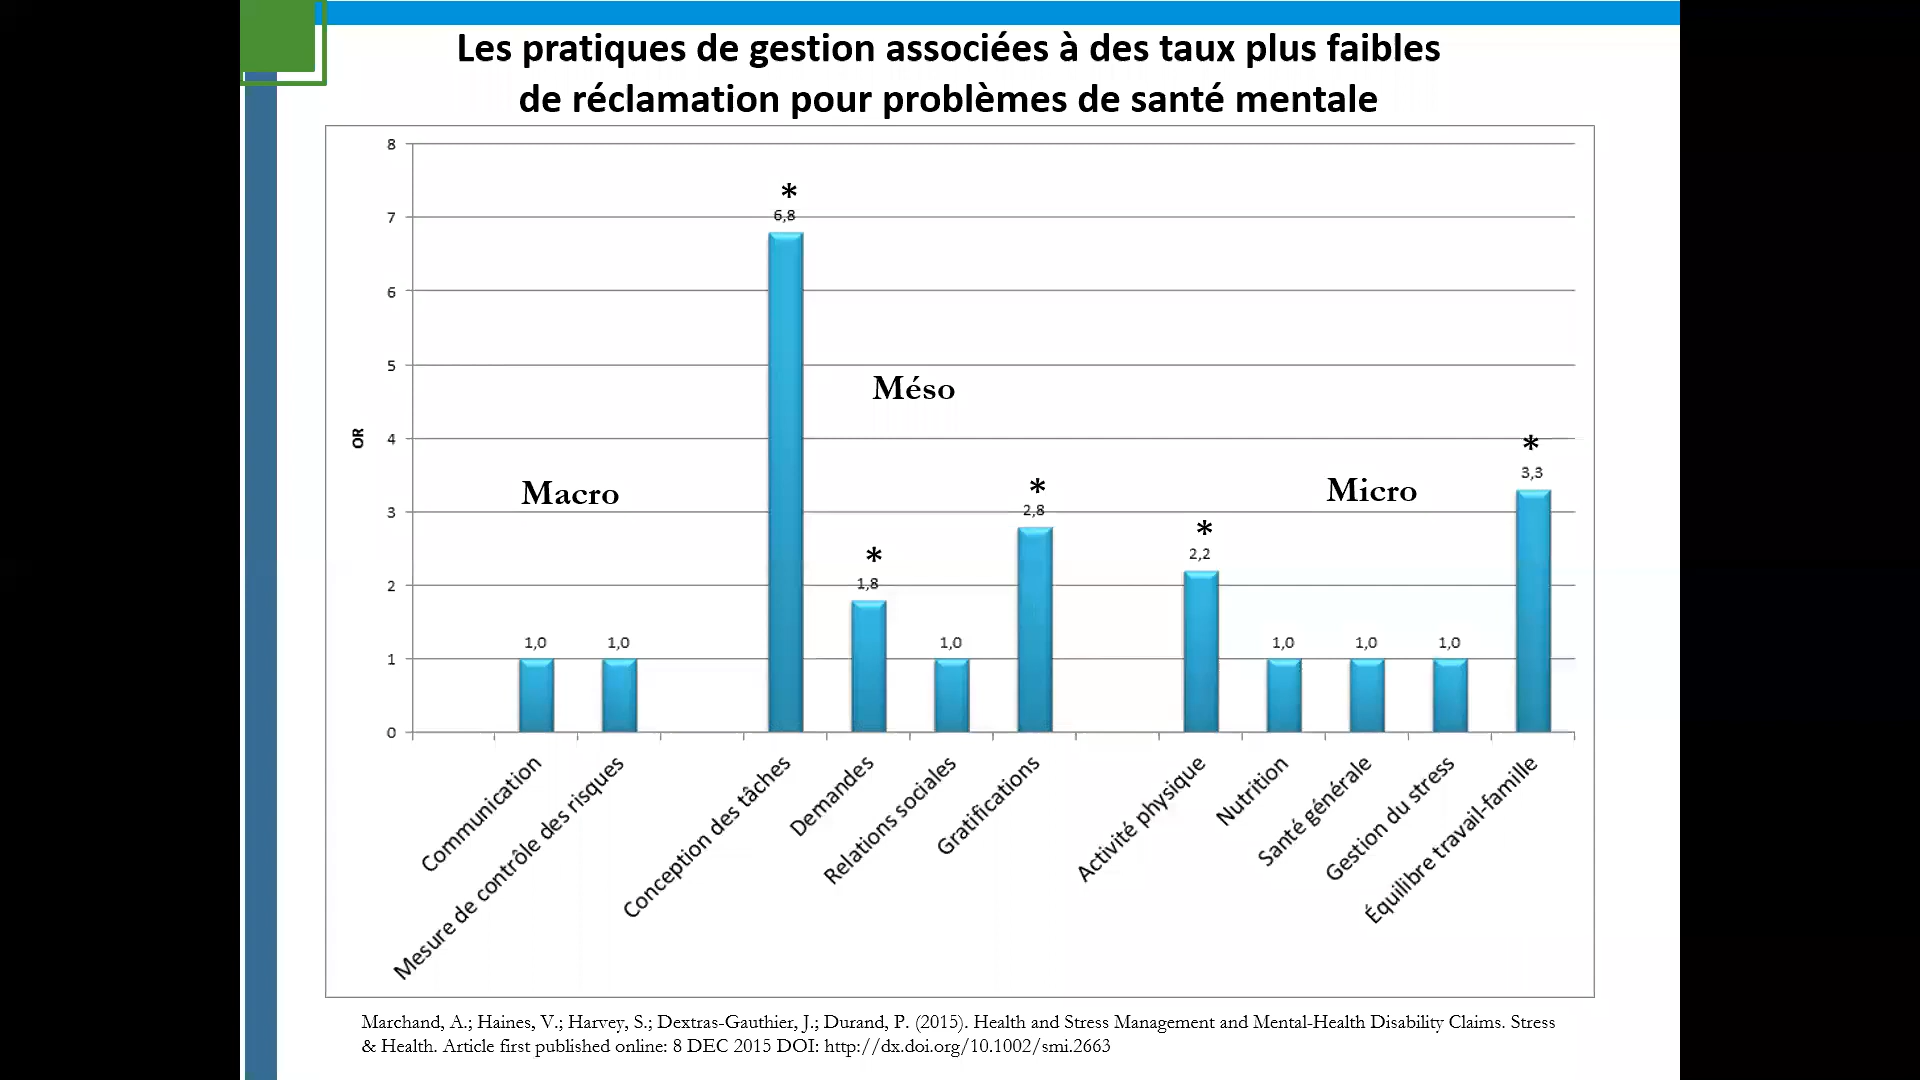 Les pratiques de gestion associées à des taux plus faibles
de réclamation pour problèmes de santé mentale
8
7
6
5
4
3
2
1
0
OR
Macro
Méso
Micro
1,0
1,0
*
6,8
*
1,8
1,0
*
2,8
*
2,2
1,0
1,0
1,0
*
3,3
Communication
Mesure de contrôle des risques
Conception des tâches
Demandes
Relations sociales
Gratifications
Activité physique
Nutrition
Santé générale
Gestion du stress
Équilibre travail-famille
Marchand, A.; Haines, V.; Harvey, S.; Dextras-Gauthier, J.; Durand, P. (2015). Health and Stress Management and Mental-Health Disability Claims. Stress
& Health. Article first published online: 8 DEC 2015 DOI: http://dx.doi.org/10.1002/smi.2663